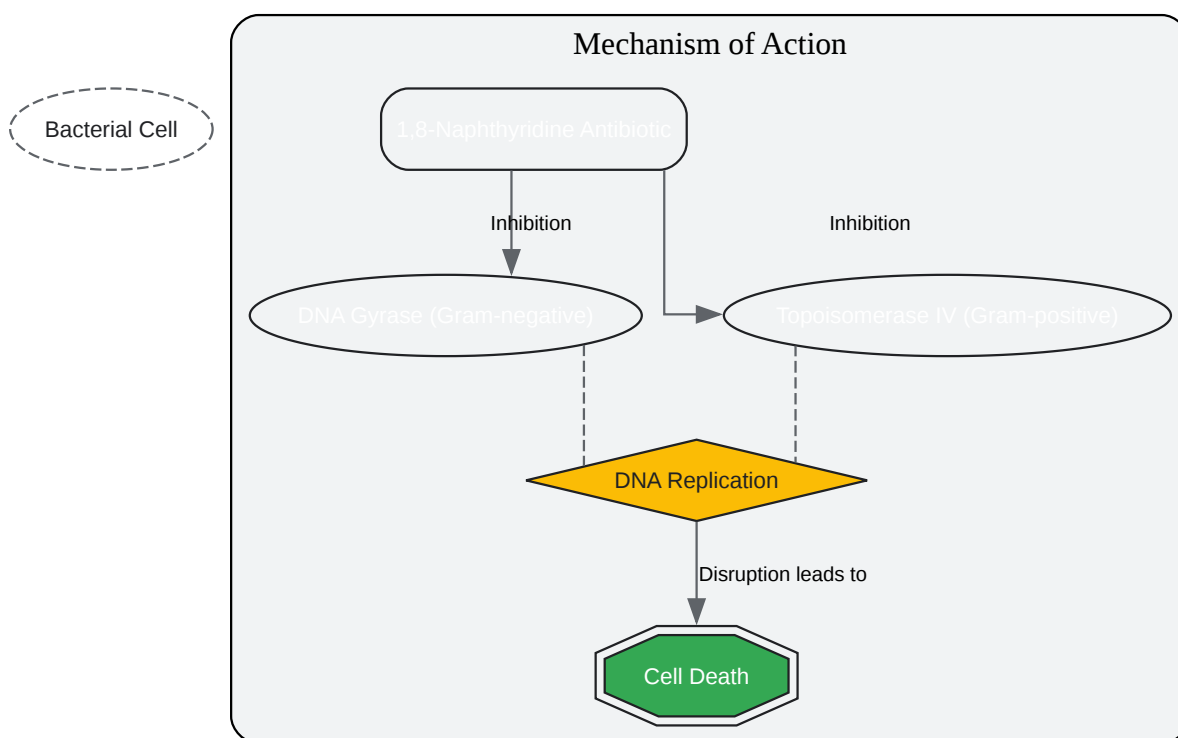 Mechanism of Action
Bacterial Cell
1,8-Naphthyridine Antibiotic
Inhibition
Inhibition
DNA Gyrase (Gram-negative)
Topoisomerase IV (Gram-positive)
DNA Replication
Disruption leads to
Cell Death